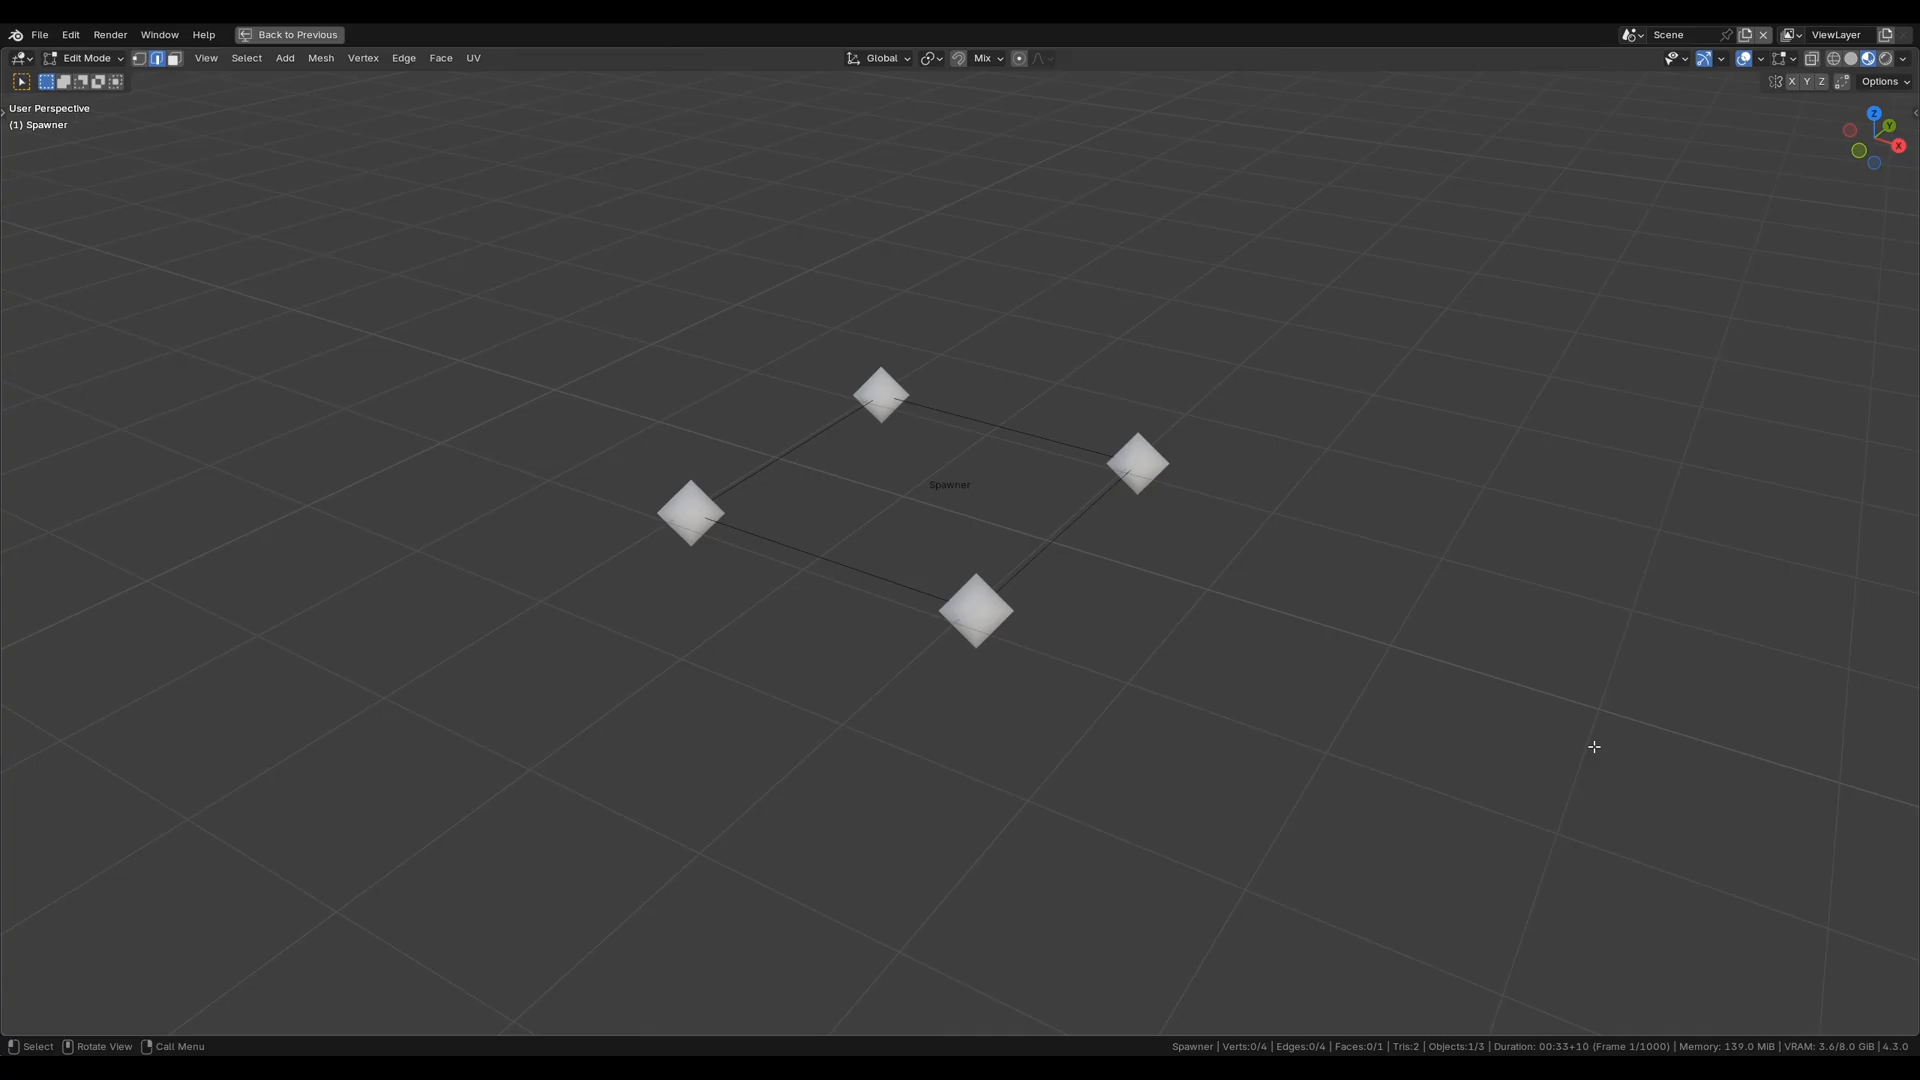 File Edit Render Window Help Back to Previous Scene ViewLayer
Edit Mode View Select Add Mesh Vertex Edge Face UV Global Mix
X Y Z Options
User Perspective
(1) Spawner
Z
Y
X
Spawner
Select Rotate View Call Menu Spawner | Verts:0/4 | Edges:0/4 | Faces:0/1 | Tris:2 | Objects:1/3 | Duration: 00:33+10 (Frame 1/1000) | Memory: 139.0 MiB | VRAM: 3.6/8.0 GiB | 4.3.0